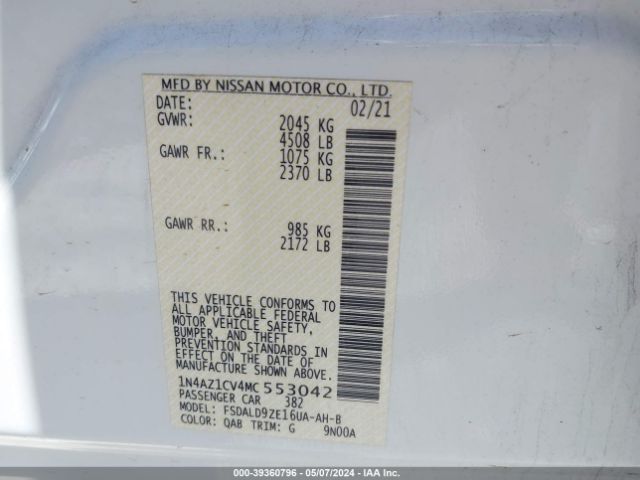 MFD BY NISSAN MOTOR CO., LTD.
DATE: 02/21
GVWR: 2045 KG
4508 LB
GAWR FR.: 1075 KG
2370 LB
GAWR RR.: 985 KG
2172 LB
THIS VEHICLE CONFORMS TO
ALL APPLICABLE FEDERAL
MOTOR VEHICLE SAFETY,
BUMPER, AND THEFT
PREVENTION STANDARDS IN
EFFECT ON THE DATE OF
MANUFACTURE SHOWN ABOVE.
1N4AZ1CV4MC 553042
PASSENGER CAR 382
MODEL: FSDALD9ZE16UA-AH-B
COLOR: QAB TRIM: G 9N00A
000-39360796 - 05/07/2024 - IAA Inc.